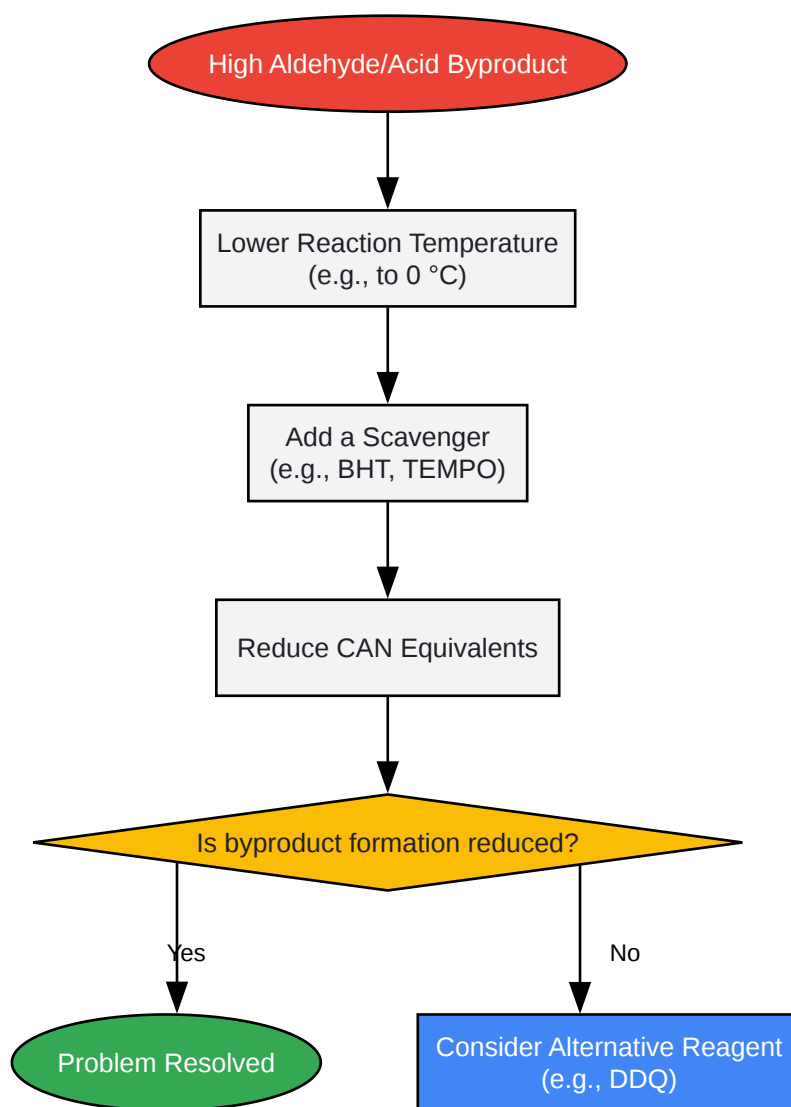 High Aldehyde/Acid Byproduct
Lower Reaction Temperature
(e.g., to 0 °C)
Add a Scavenger
(e.g., BHT, TEMPO)
Reduce CAN Equivalents
Is byproduct formation reduced?
Yes
No
Problem Resolved
Consider Alternative Reagent
(e.g., DDQ)